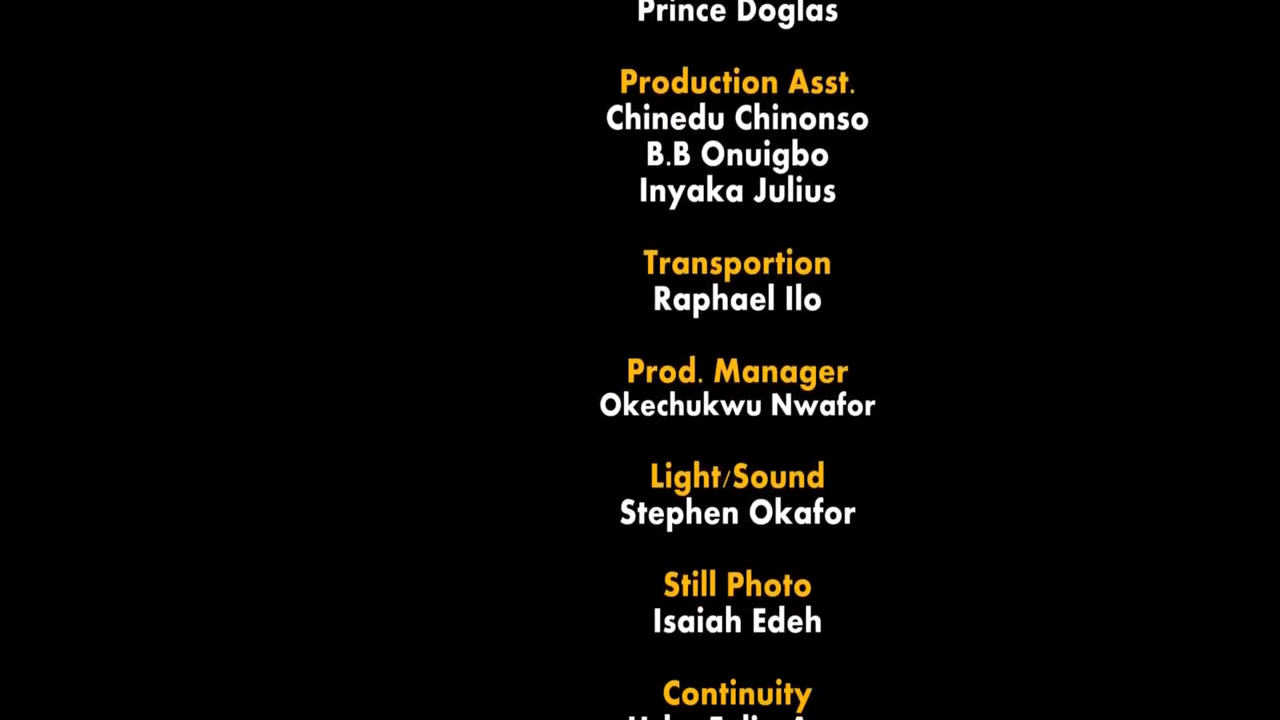 Prince Doglas
Production Asst.
Chinedu Chinonso
B.B Onuigbo
Inyaka Julius
Transportion
Raphael Ilo
Prod. Manager
Okechukwu Nwafor
Light/Sound
Stephen Okafor
Still Photo
Isaiah Edeh
Continuity